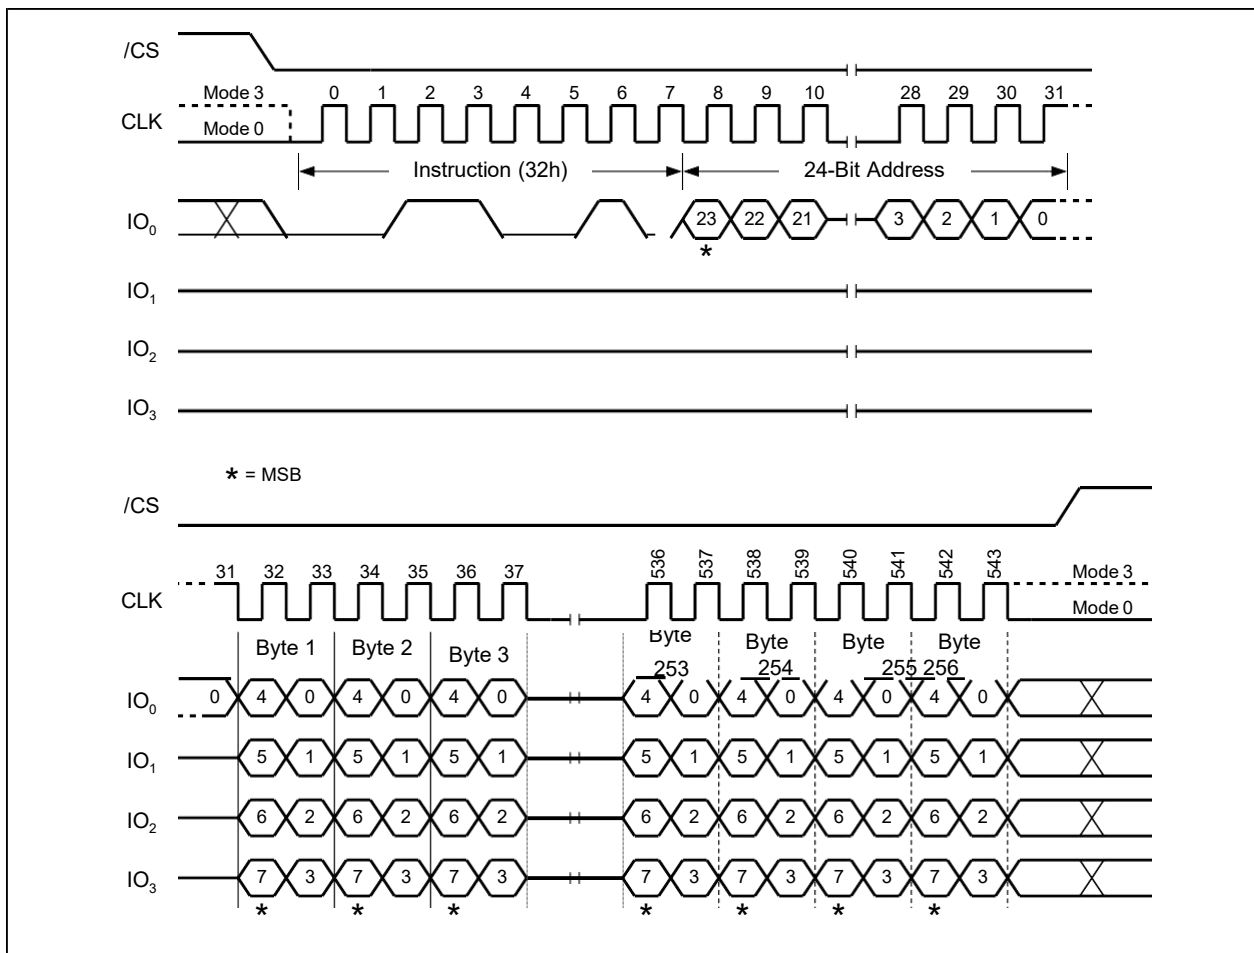 /CS
Mode 3 0 1 2 3 4 5 6 7 8 9 10 28 29 30 31
CLK
Mode 0
Instruction (32h) 24-Bit Address
IO0 23 22 21 3 2 1 0
*
IO1
IO2
IO3
* = MSB
/CS
31 32 33 34 35 36 37 536 537 538 539 540 541 542 543 Mode 3
CLK
Mode 0
Byte 1 Byte 2 Byte 3 Byte Byte Byte Byte
253 254 255 256
IO0 0 4 0 4 0 4 0 4 0 4 0 4 0 4 0
IO1 5 1 5 1 5 1 5 1 5 1 5 1 5 1
IO2 6 2 6 2 6 2 6 2 6 2 6 2 6 2
IO3 7 3 7 3 7 3 7 3 7 3 7 3 7 3
* * * * * * *